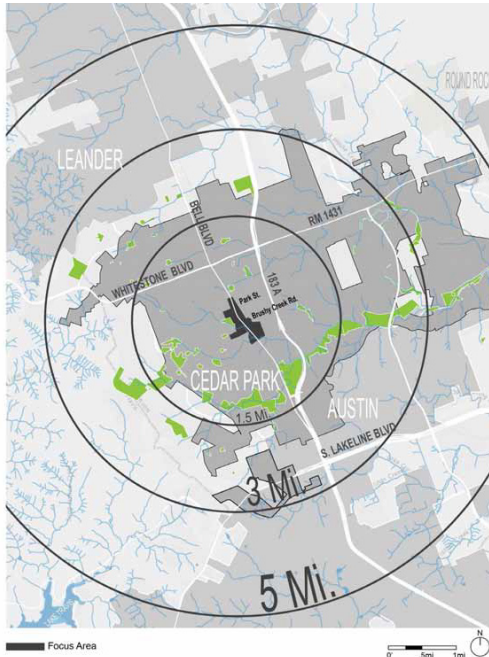 ROUND ROC
LEANDER
BELL BLVD
RM 1431
WHITESTONE BLVD
183 A
Park St.
Brushy Creek Rd.
CEDAR PARK
AUSTIN
1.5 Mi.
S. LAKELINE BLVD
3 Mi.
5 Mi.
Focus Area
N
0' .5mi 1mi